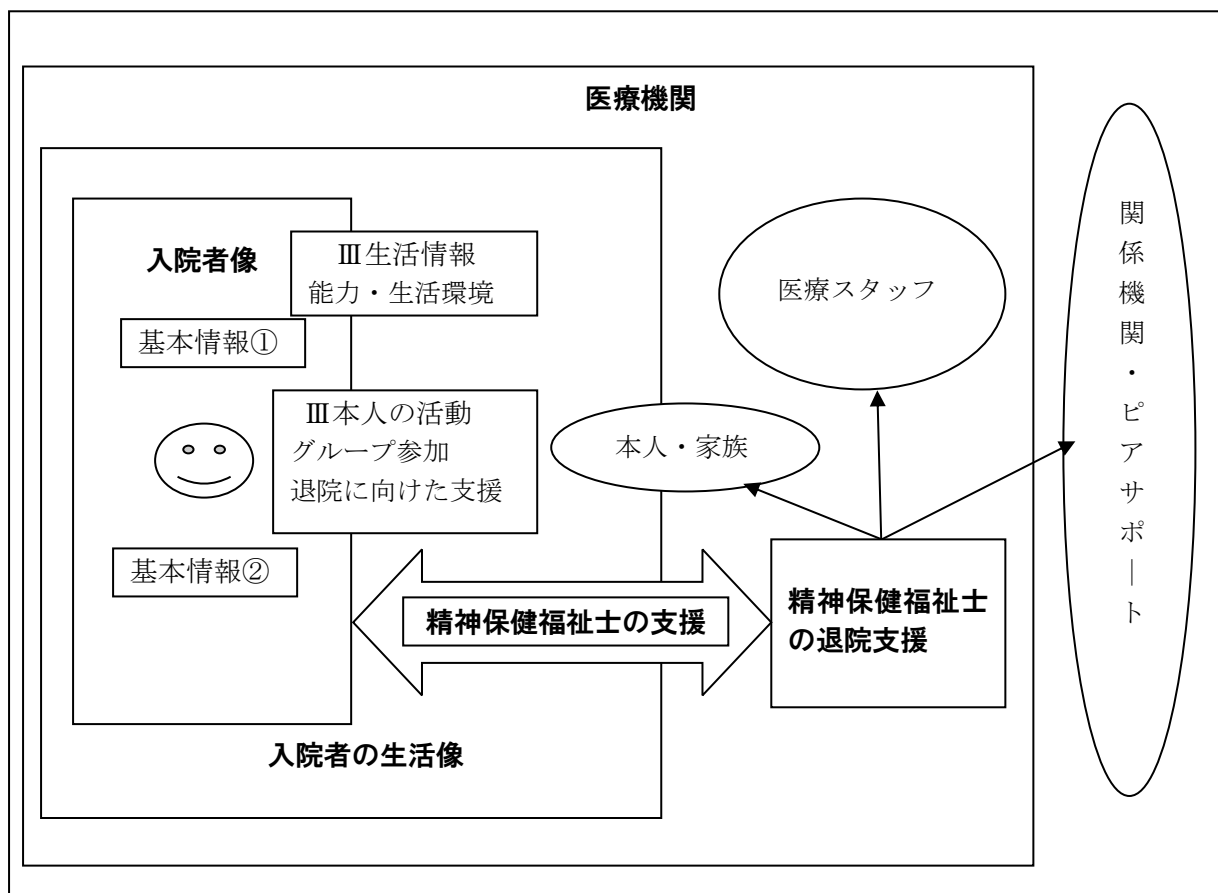 医療機関
入院者像
Ⅲ生活情報
能力・生活環境
基本情報①
Ⅲ本人の活動
グループ参加
退院に向けた支援
基本情報②
医療スタッフ
本人・家族
精神保健福祉士の支援
精神保健福祉士
の退院支援
入院者の生活像
関係機関・ピアサポート